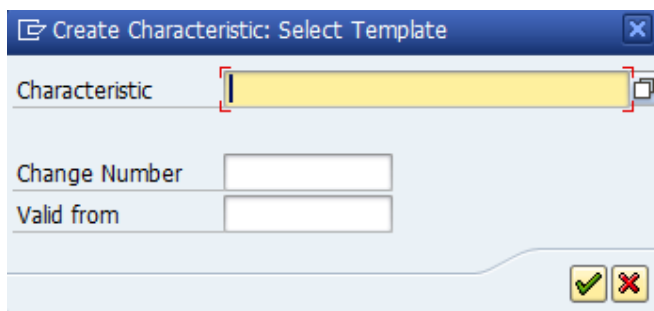 Create Characteristic: Select Template
Characteristic
Change Number
Valid from